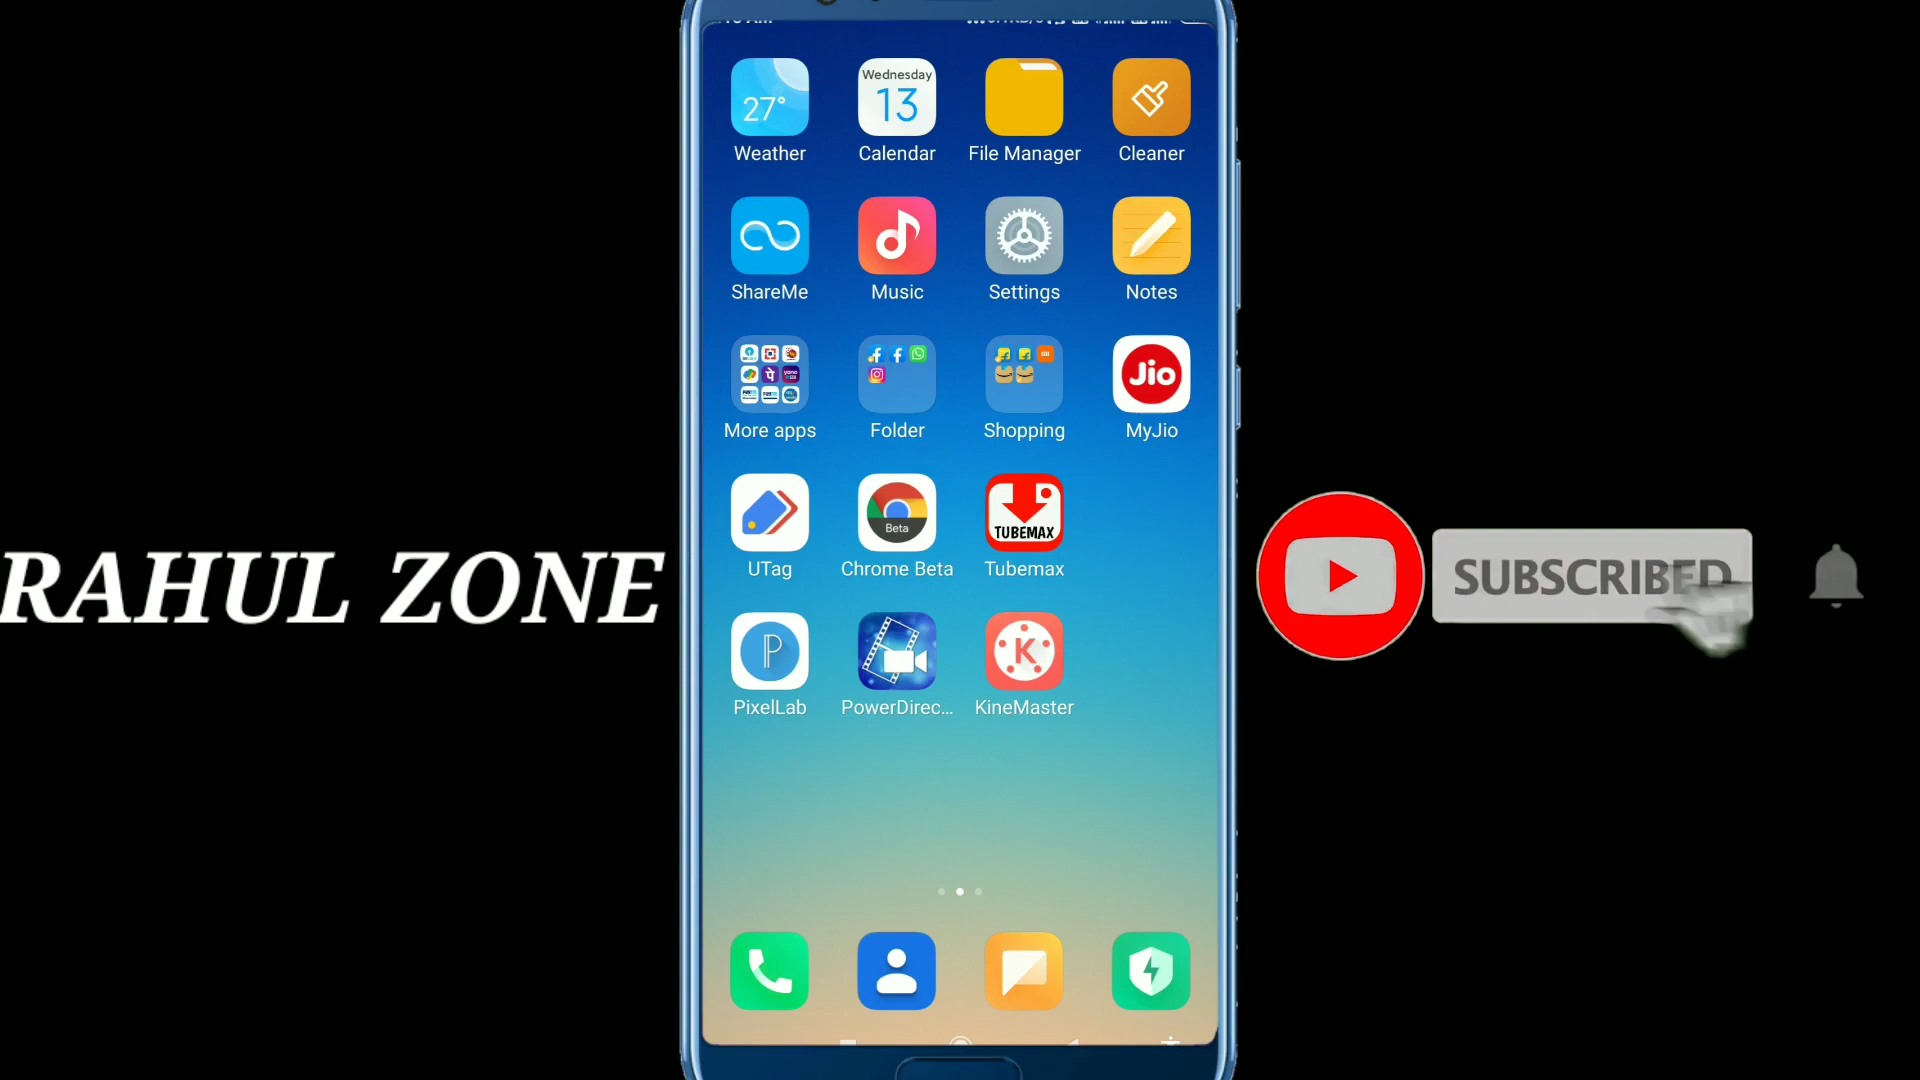 27°
Wednesday
13
Weather
Calendar
File Manager
Cleaner
ShareMe
Music
Settings
Notes
Jio
More apps
Folder
Shopping
MyJio
Beta
TUBEMAX
UTag
Chrome Beta
Tubemax
RAHUL ZONE
SUBSCRIBED
P
K
PixelLab
PowerDirec...
KineMaster